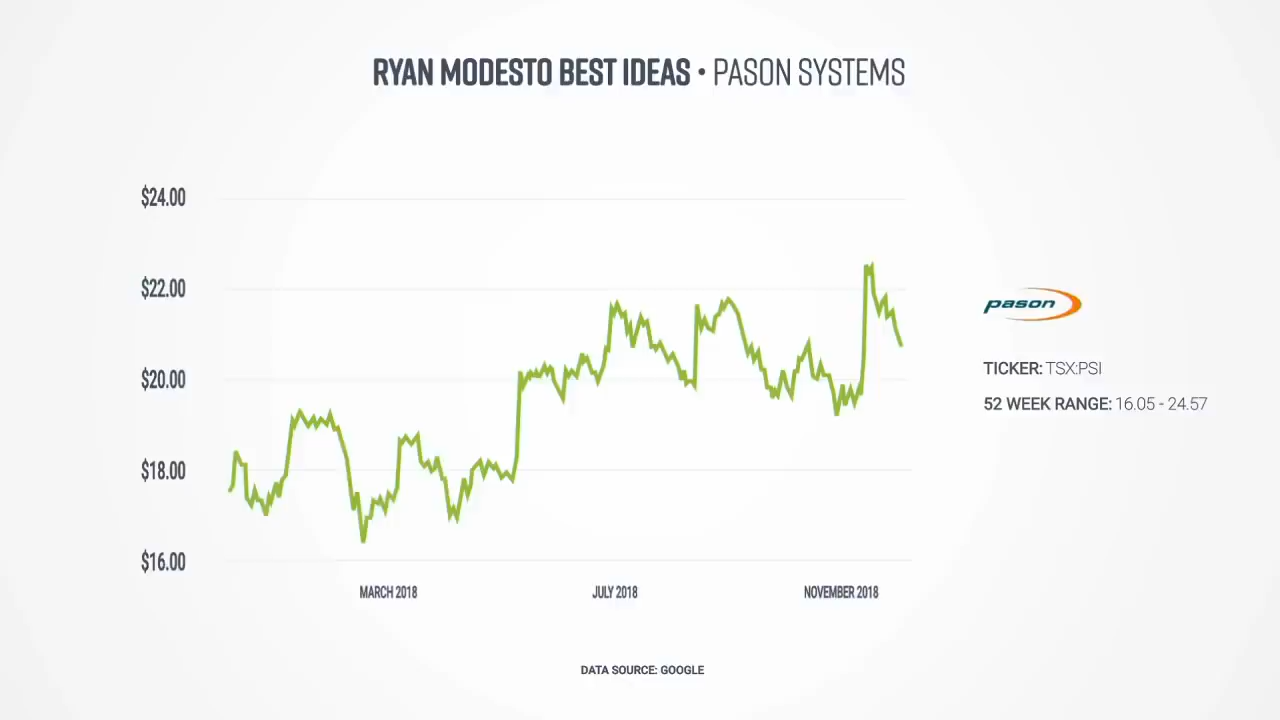 RYAN MODESTO BEST IDEAS • PASON SYSTEMS
$24.00
$22.00
$20.00
$18.00
$16.00
MARCH 2018
JULY 2018
NOVEMBER 2018
pason
TICKER: TSX:PSI
52 WEEK RANGE: 16.05 - 24.57
DATA SOURCE: GOOGLE